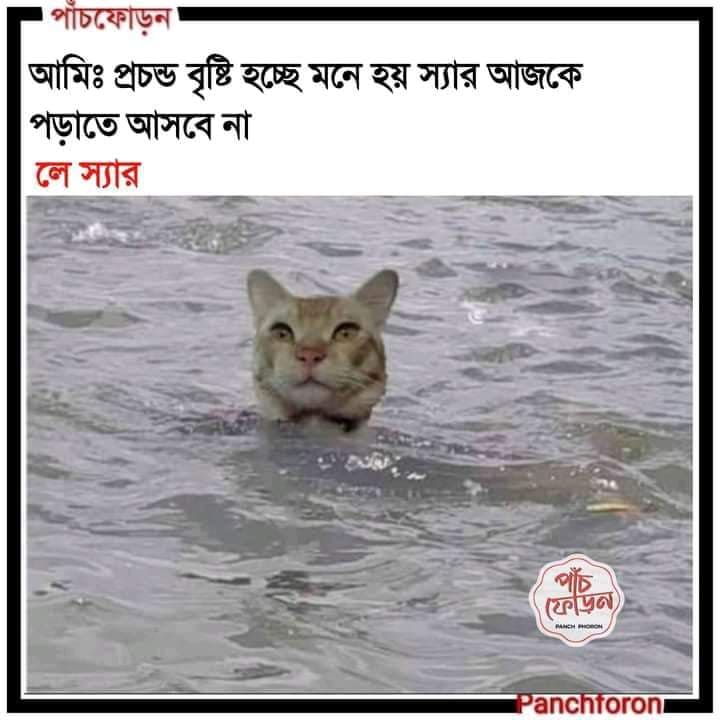 পাঁচফোড়ন
আমিঃ প্রচন্ড বৃষ্টি হচ্ছে মনে হয় স্যার আজকে
পড়াতে আসবে না
লে স্যার
পাঁচ
ফোড়ন
PANCH PHORON
Panchforon